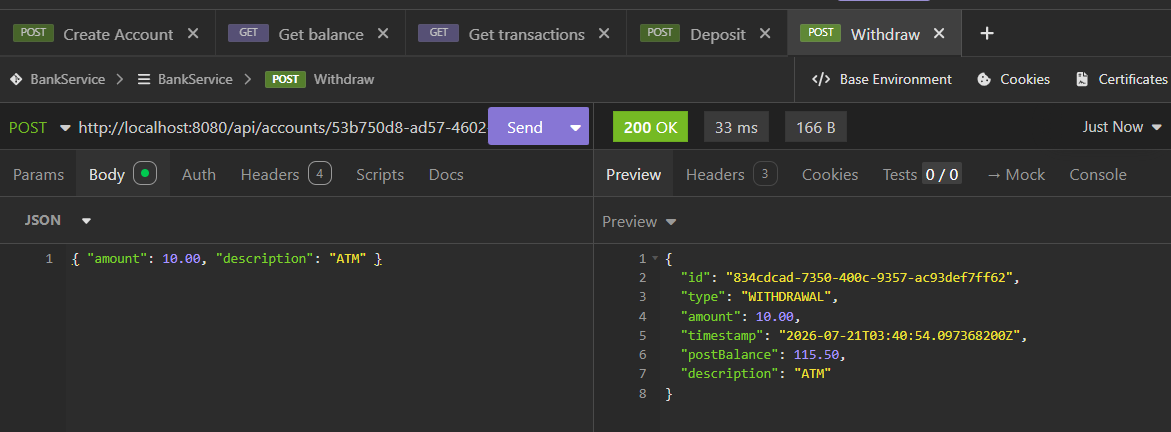 POST Create Account × GET Get balance × GET Get transactions × POST Deposit × POST Withdraw × +
BankService > BankService > POST Withdraw
Base Environment Cookies Certificates
POST http://localhost:8080/api/accounts/53b750d8-ad57-4602 Send
200 OK 33 ms 166 B Just Now
Params Body Auth Headers 4 Scripts Docs
Preview Headers 3 Cookies Tests 0 / 0 → Mock Console
JSON
Preview
1 { "amount": 10.00, "description": "ATM" }
1 {
2 "id": "834cdcad-7350-400c-9357-ac93def7ff62",
3 "type": "WITHDRAWAL",
4 "amount": 10.00,
5 "timestamp": "2026-07-21T03:40:54.097368200Z",
6 "postBalance": 115.50,
7 "description": "ATM"
8 }